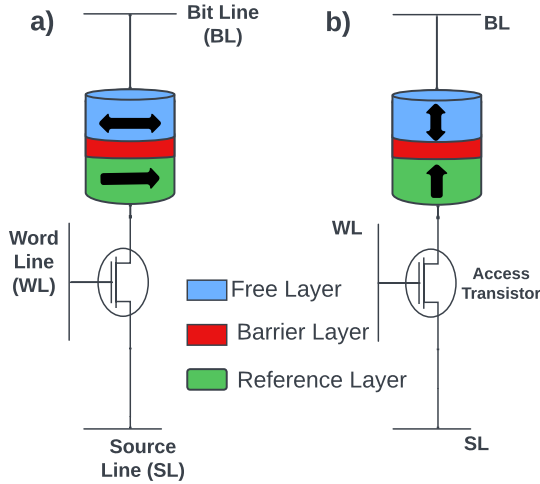 a)
Bit Line
(BL)
b)
BL
Word
Line
(WL)
WL
Access
Transistor
Free Layer
Barrier Layer
Reference Layer
Source
Line (SL)
SL